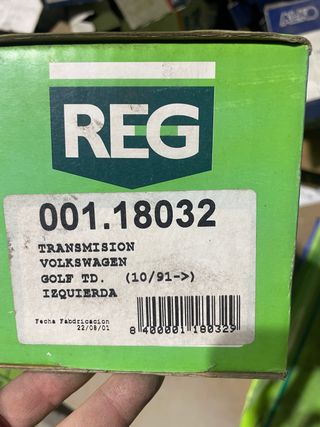 REG
001.18032
TRANSMISION
VOLKSWAGEN
GOLF TD. (10/91->)
IZQUIERDA
Fecha Fabricacion
22/08/01
8 400001 180329